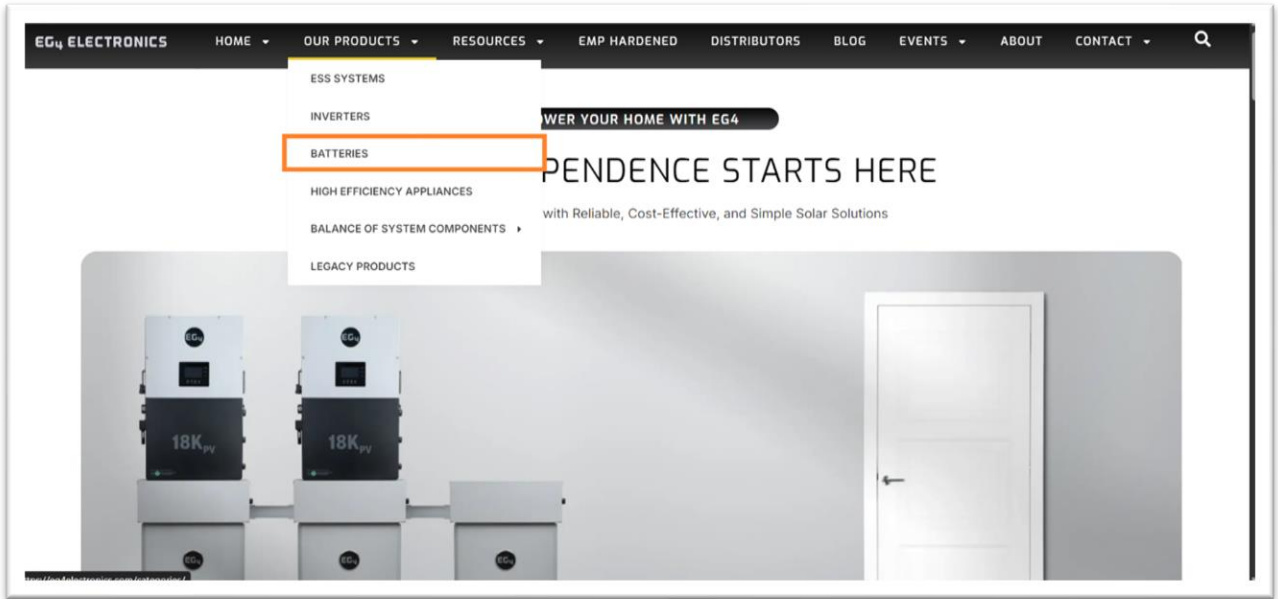 EG4 ELECTRONICS HOME OUR PRODUCTS RESOURCES EMP HARDENED DISTRIBUTORS BLOG EVENTS ABOUT CONTACT
ESS SYSTEMS
INVERTERS
BATTERIES
HIGH EFFICIENCY APPLIANCES
BALANCE OF SYSTEM COMPONENTS
LEGACY PRODUCTS
WER YOUR HOME WITH EG4
PENDENCE STARTS HERE
with Reliable, Cost-Effective, and Simple Solar Solutions
EG4 EG4
18KPV 18KPV
EG4 EG4 EG4